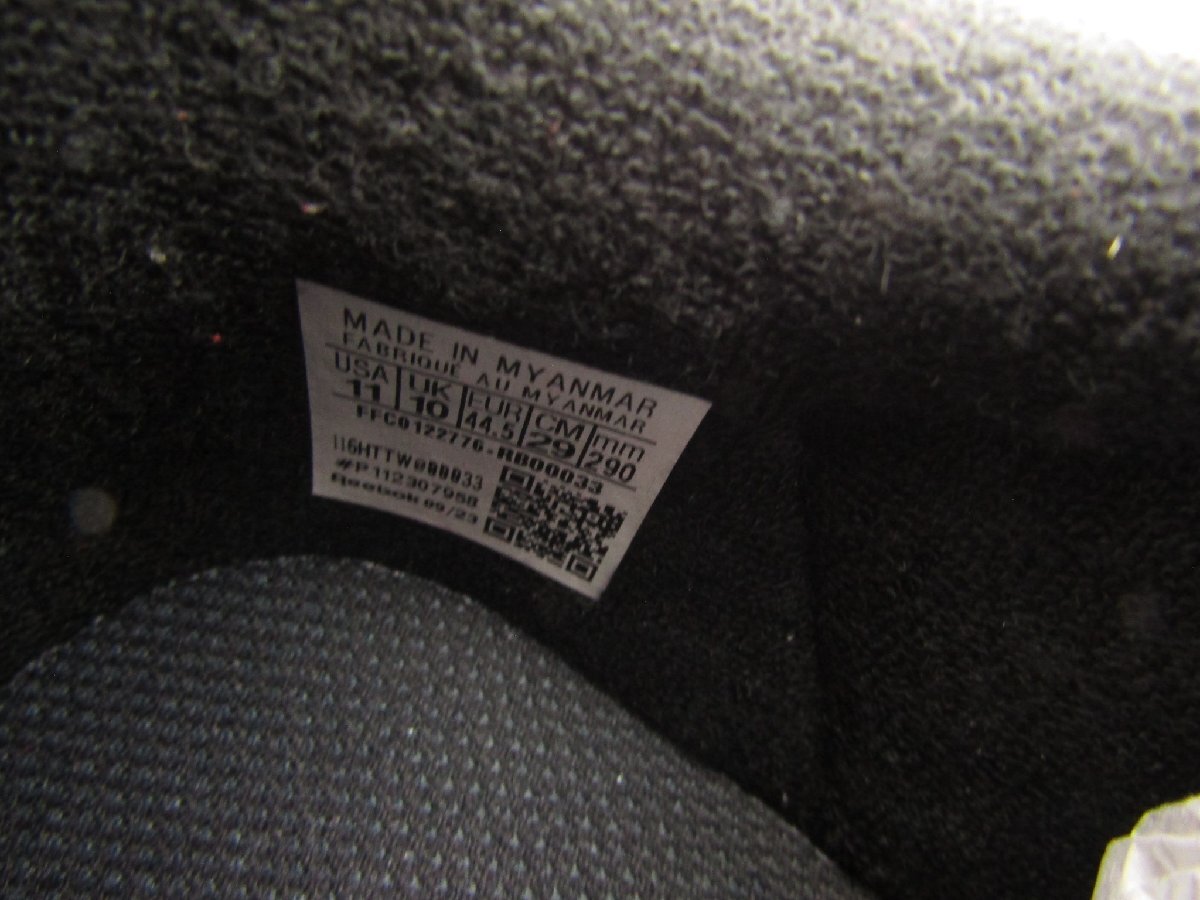 MADE IN MYANMAR
FABRIQUE AU MYANMAR
USA UK EUR CM mm
11 10 44.5 29 290
FFC0122776-RB00033
116HTTW000033
#P112307958
Reebok 09/23